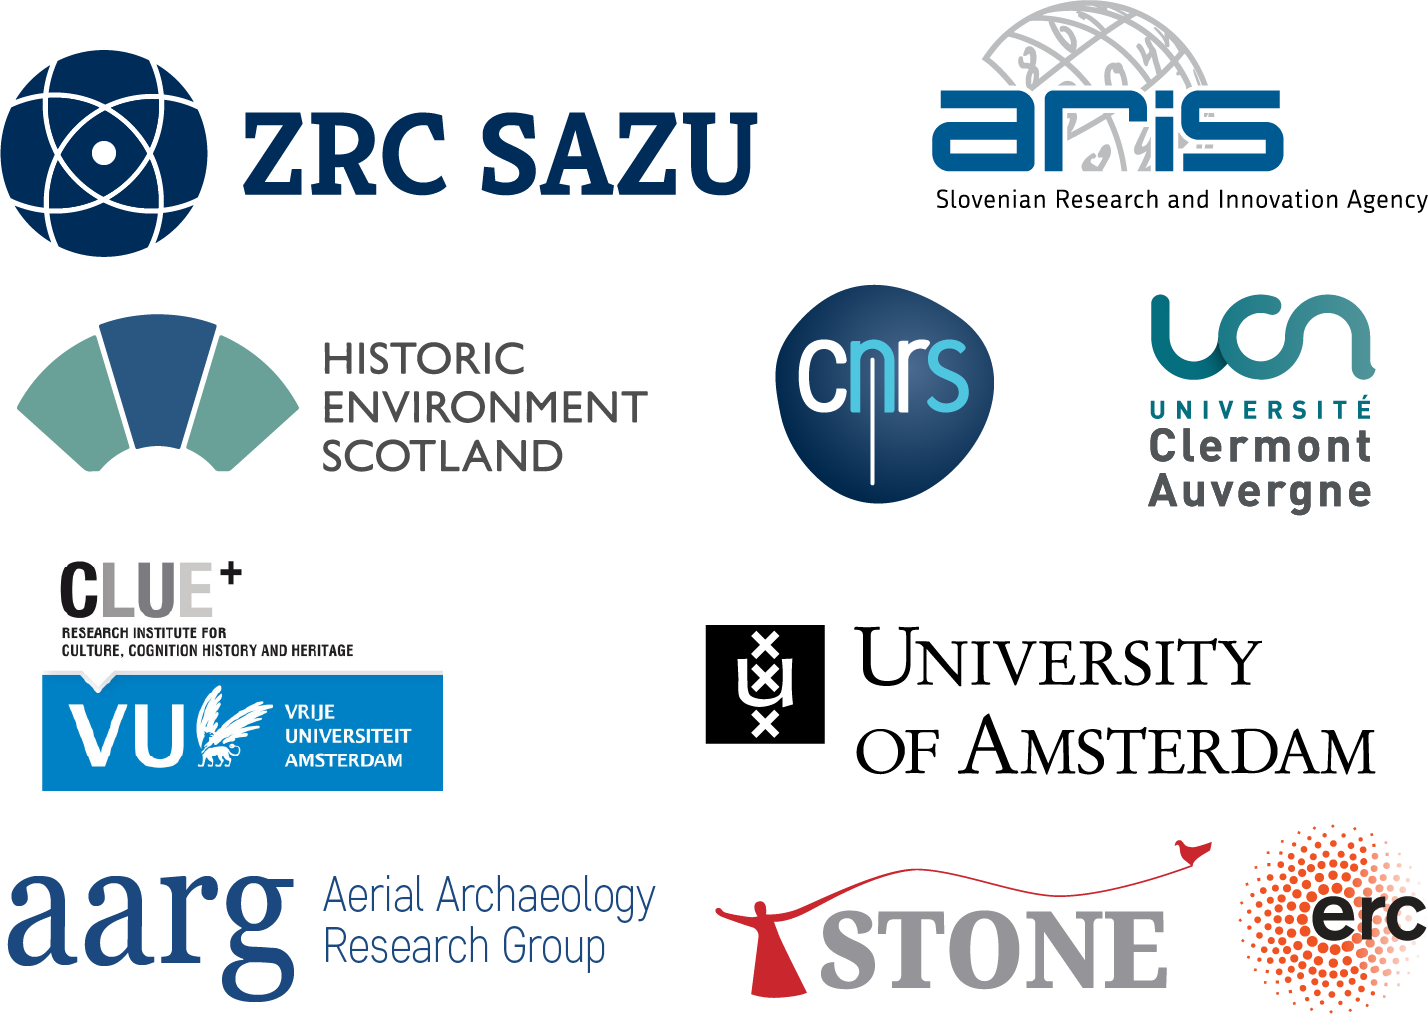 ZRC SAZU
aris
Slovenian Research and Innovation Agency
HISTORIC
ENVIRONMENT
SCOTLAND
cnrs
uca
UNIVERSITÉ
Clermont
Auvergne
CLUE+
RESEARCH INSTITUTE FOR
CULTURE, COGNITION HISTORY AND HERITAGE
VU
VRIJE
UNIVERSITEIT
AMSTERDAM
U
UNIVERSITY
OF AMSTERDAM
aarg
Aerial Archaeology
Research Group
STONE
erc